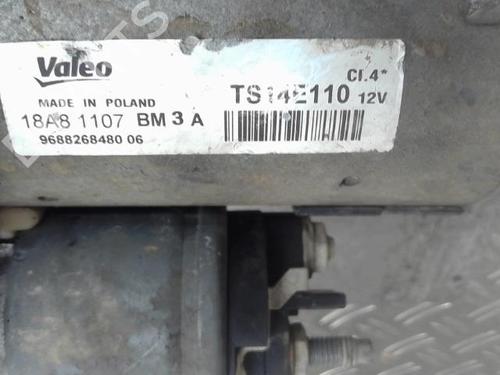 Valeo
Cl.4*
MADE IN POLAND
TS14E110 12V
18A8 1107 BM 3 A
9688268480 06